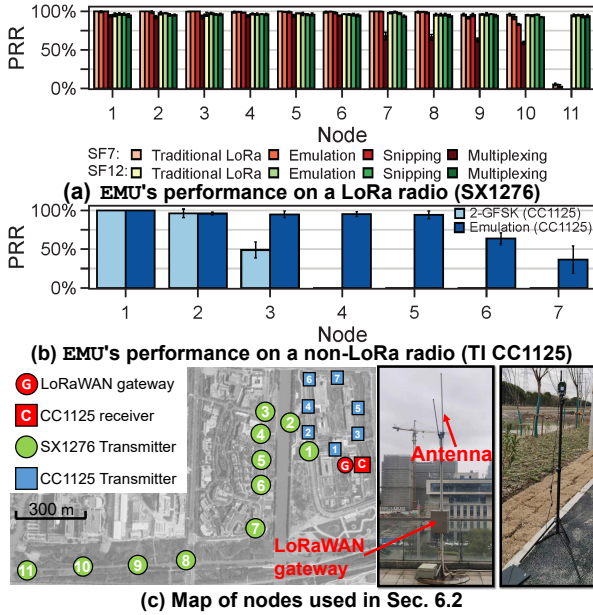 PRR
100%
50%
0%
1 2 3 4 5 6 7 8 9 10 11
Node
SF7: Traditional LoRa Emulation Snipping Multiplexing
SF12: Traditional LoRa Emulation Snipping Multiplexing
(a) EMU's performance on a LoRa radio (SX1276)
PRR
100%
50%
0%
2-GFSK (CC1125)
Emulation (CC1125)
1 2 3 4 5 6 7
Node
(b) EMU's performance on a non-LoRa radio (TI CC1125)
G LoRaWAN gateway
C CC1125 receiver
SX1276 Transmitter
CC1125 Transmitter
300 m
6 7
4 5
3 2 2 3
4 1 1
G C
5
6
7
8
9
10
11
Antenna
LoRaWAN
gateway
(c) Map of nodes used in Sec. 6.2